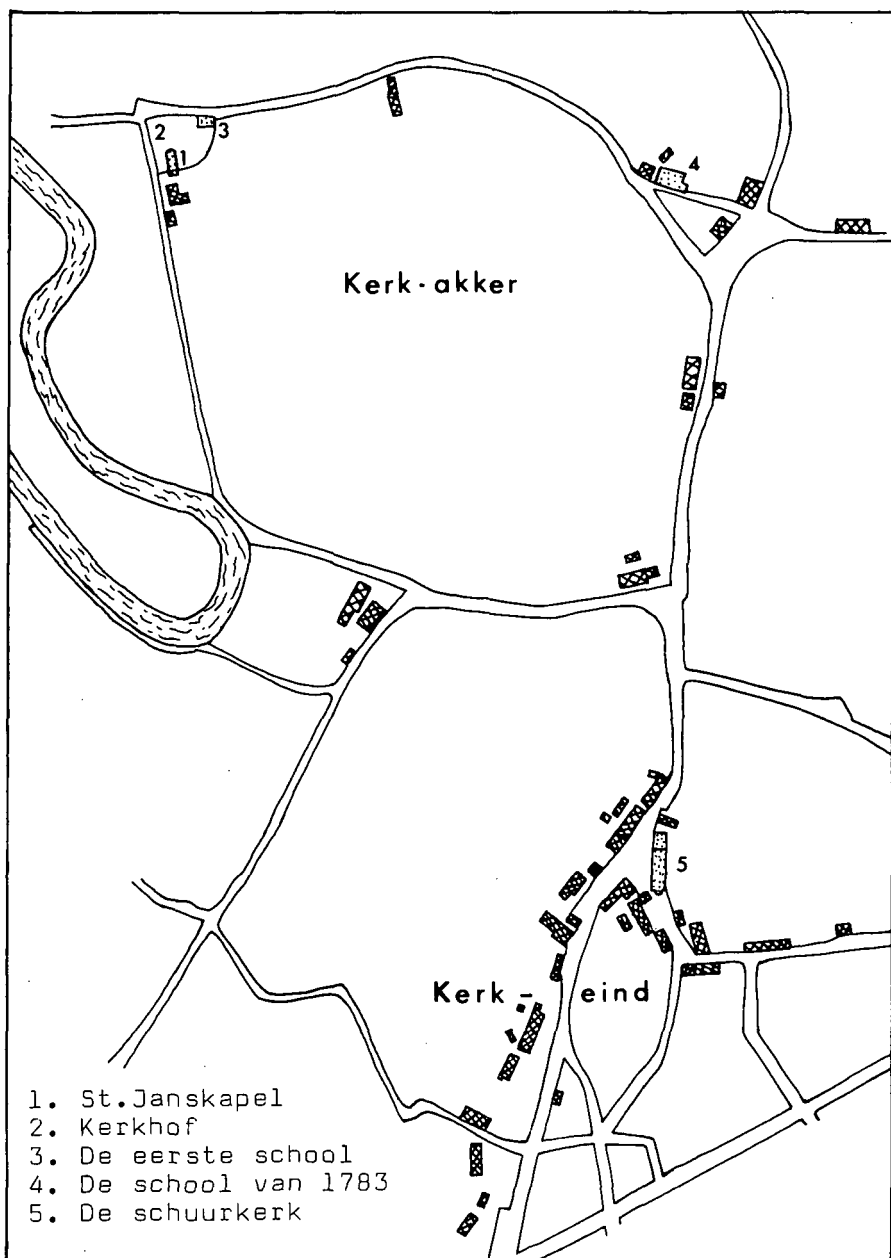 2
3
1
4
Kerk-akker
5
Kerk-eind
1. St.Janskapel
2. Kerkhof
3. De eerste school
4. De school van 1783
5. De schuurkerk